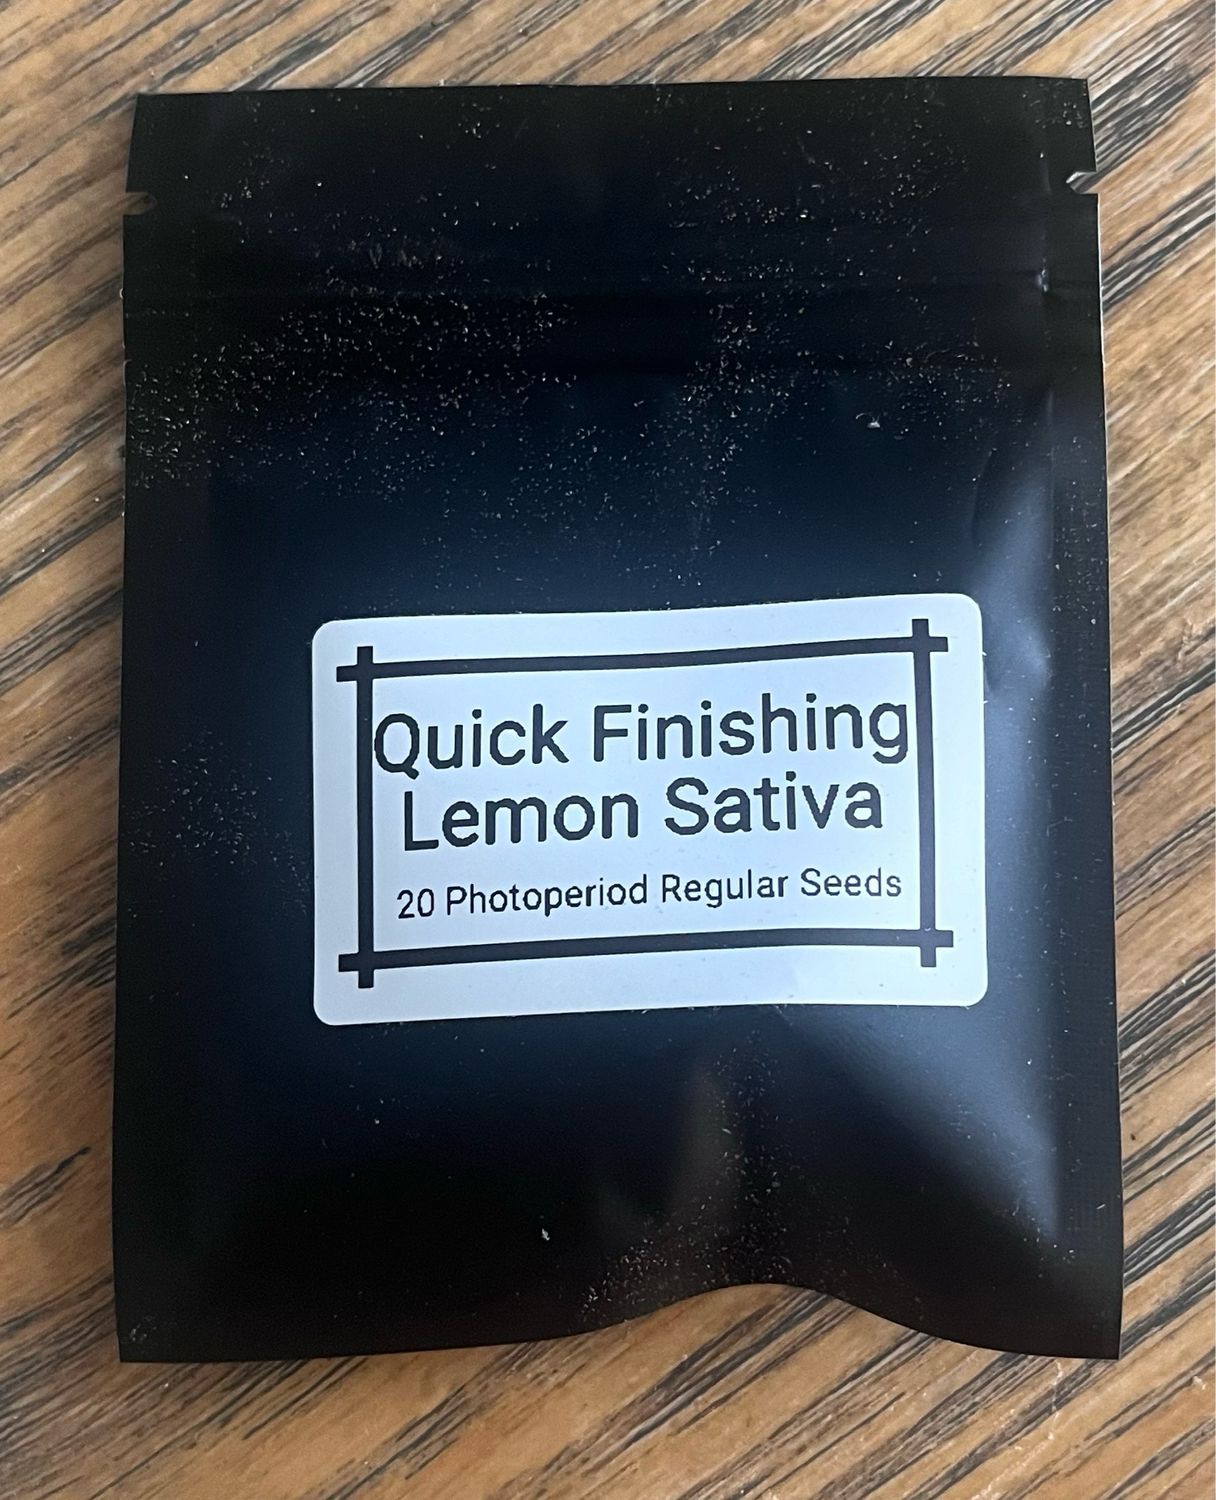 Quick Finishing
Lemon Sativa
20 Photoperiod Regular Seeds